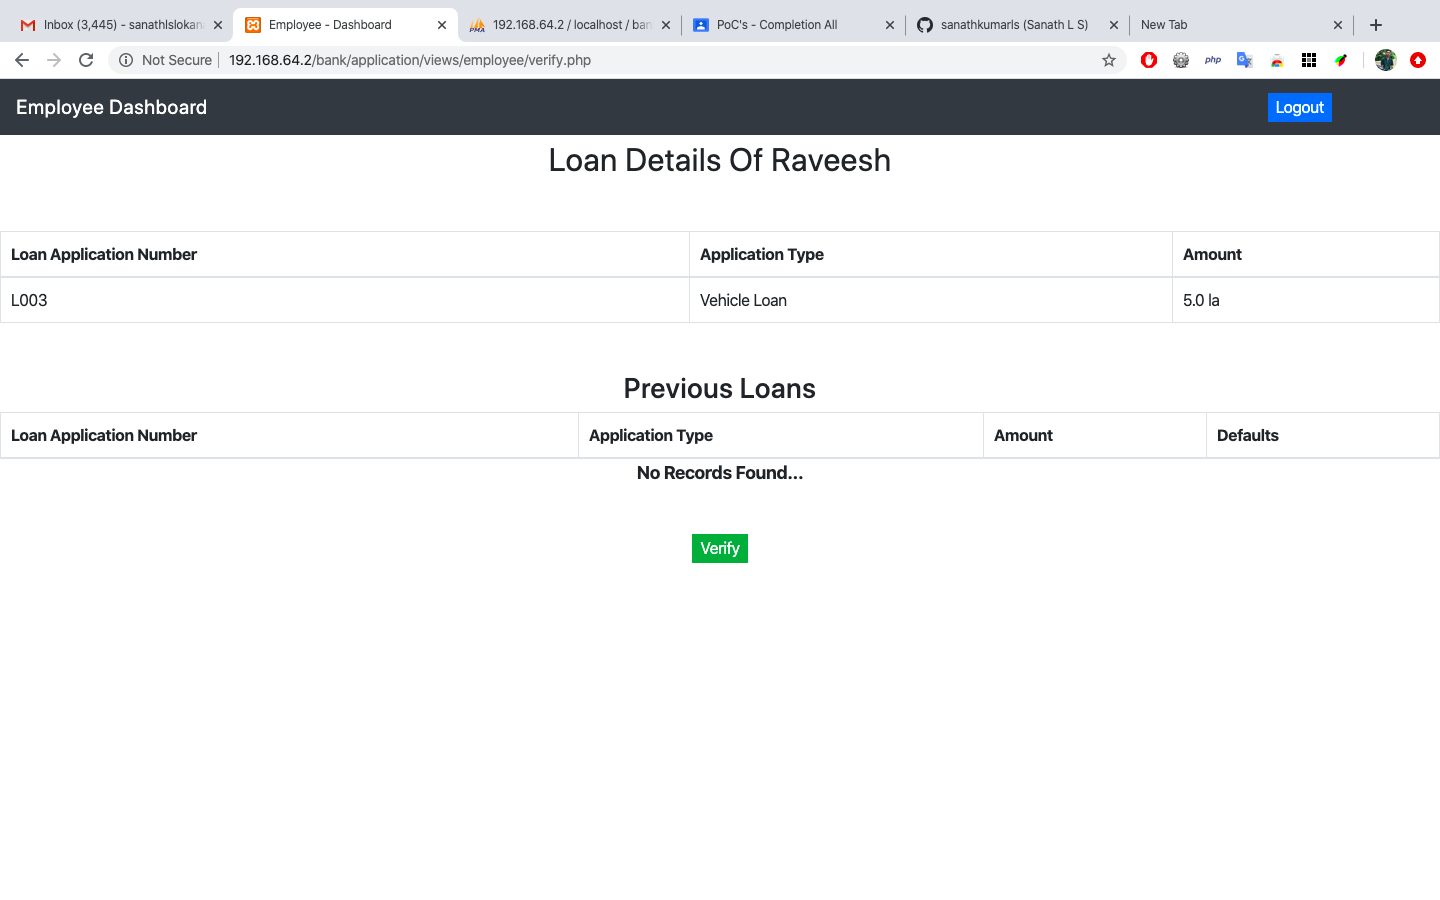 Inbox (3,445) - sanathlslokan
Employee - Dashboard
192.168.64.2 / localhost / ban
PoC's - Completion All
sanathkumarls (Sanath L S)
New Tab
Not Secure
192.168.64.2/bank/application/views/employee/verify.php
php
Employee Dashboard
Logout
Loan Details Of Raveesh
Loan Application Number Application Type Amount
L003 Vehicle Loan 5.0 la
Previous Loans
Loan Application Number Application Type Amount Defaults
No Records Found...
Verify